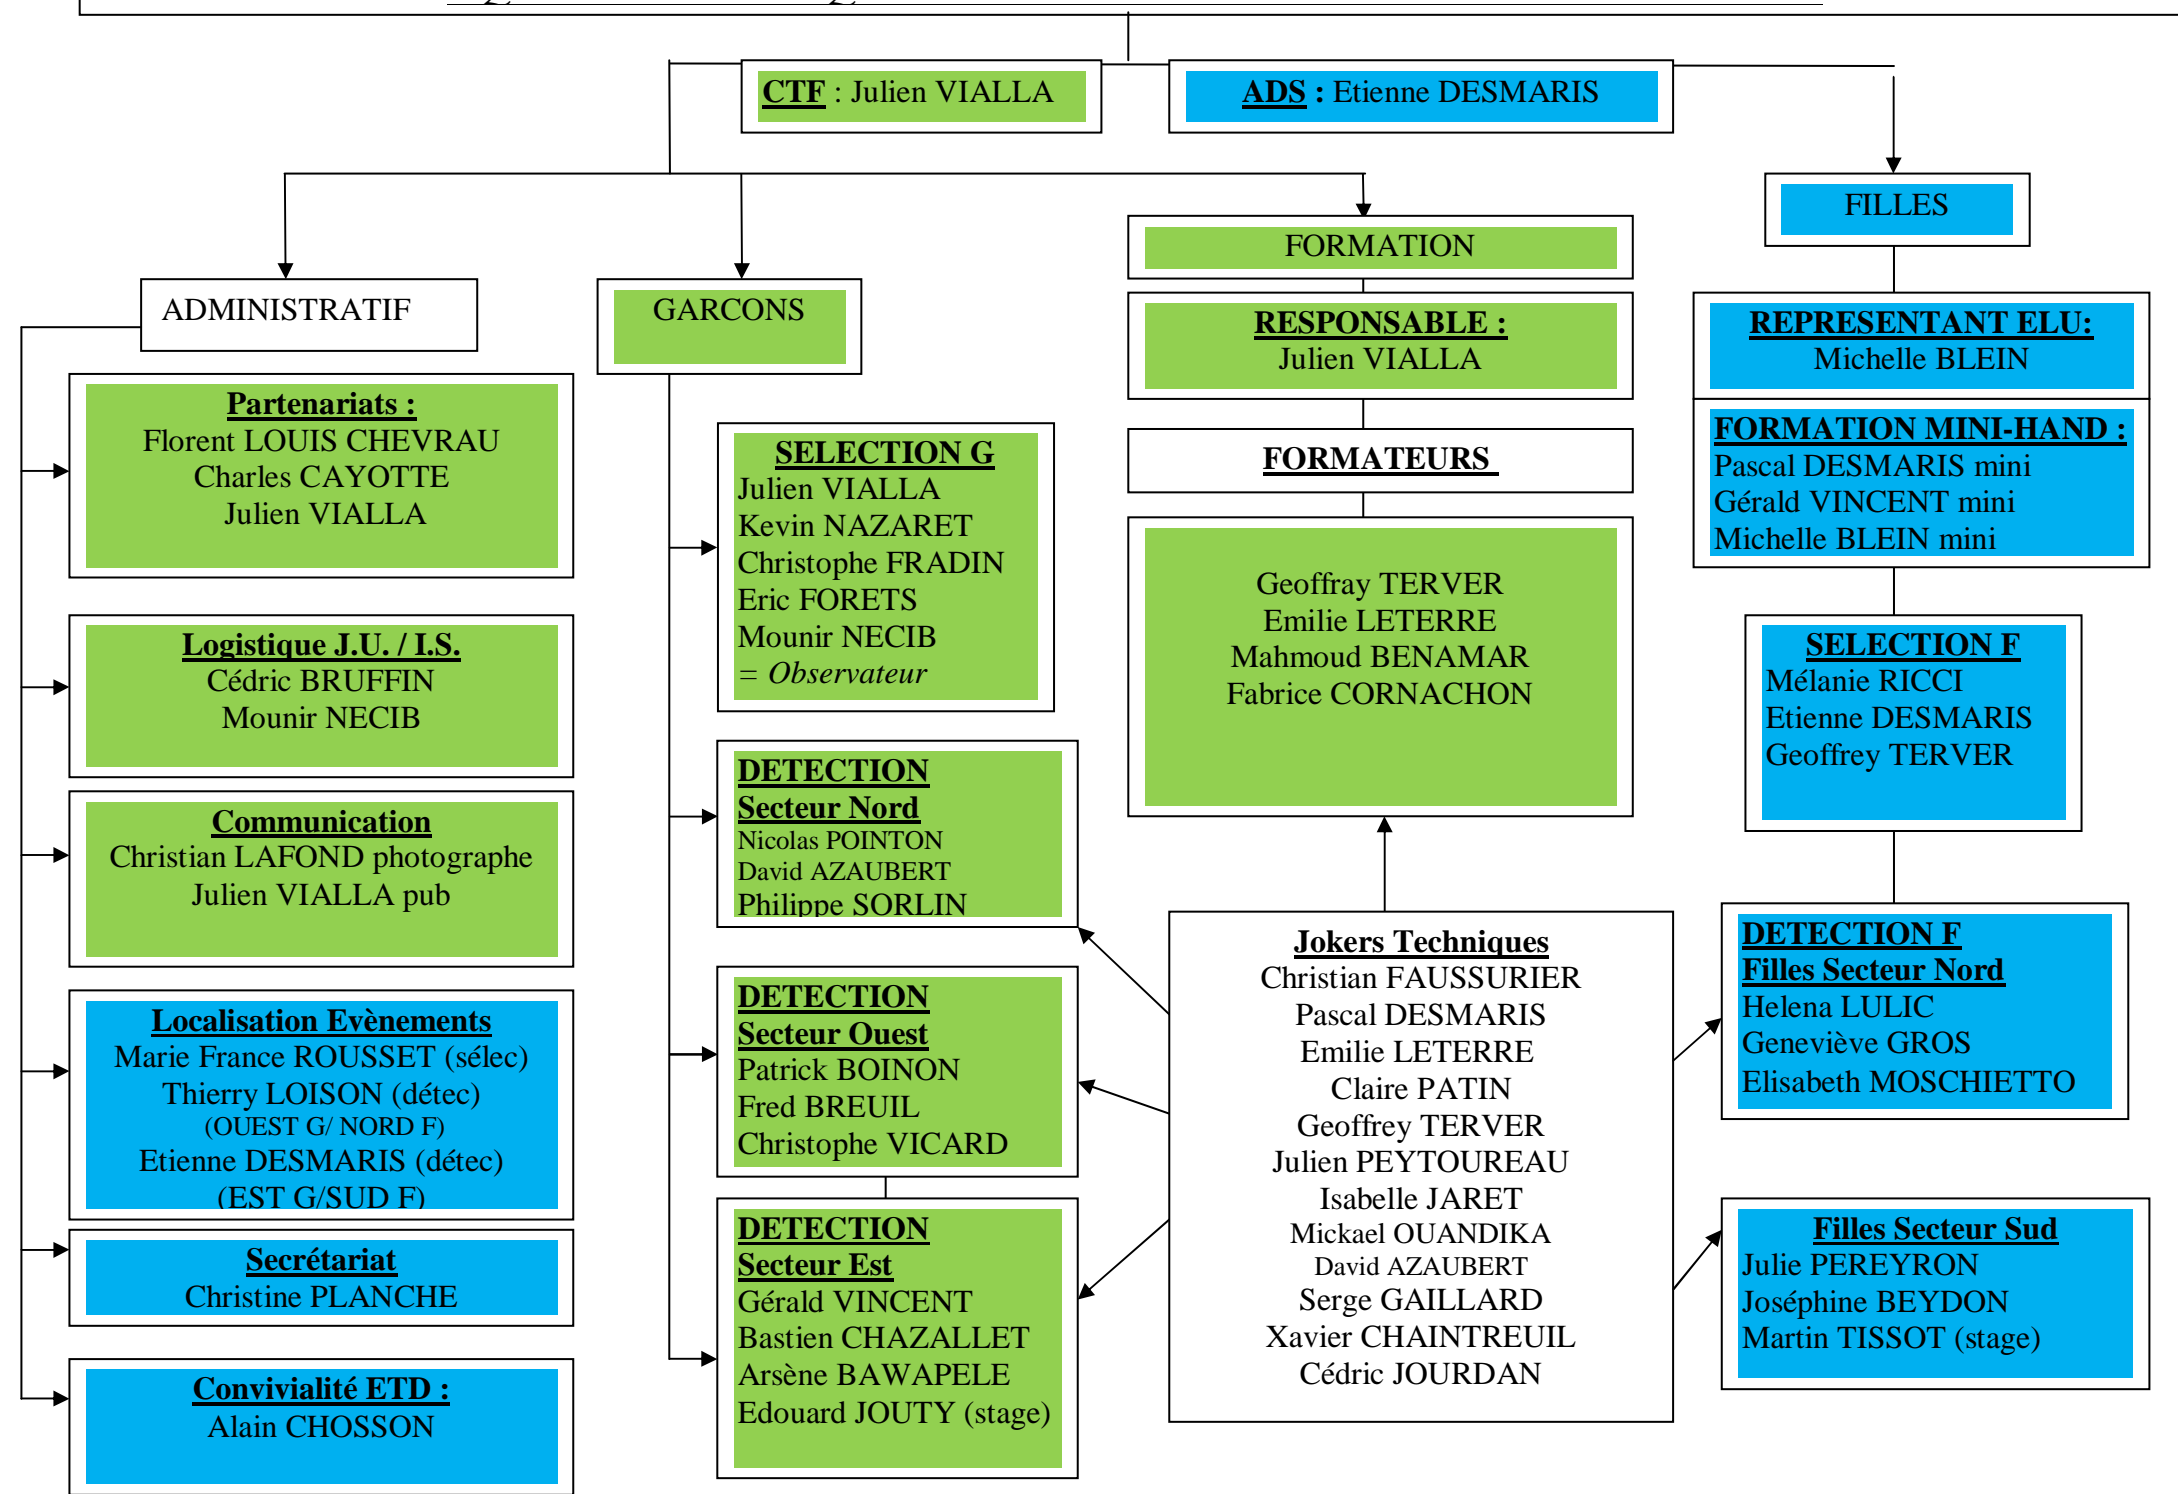 CTF : Julien VIALLA
ADS : Etienne DESMARIS
ADMINISTRATIF
Partenariats :
Florent LOUIS CHEVRAU
Charles CAYOTTE
Julien VIALLA
Logistique J.U. / I.S.
Cédric BRUFFIN
Mounir NECIB
Communication
Christian LAFOND photographe
Julien VIALLA pub
Localisation Evènements
Marie France ROUSSET (sélec)
Thierry LOISON (détec)
(OUEST G/ NORD F)
Etienne DESMARIS (détec)
(EST G/SUD F)
Secrétariat
Christine PLANCHE
Convivialité ETD :
Alain CHOSSON
GARCONS
SELECTION G
Julien VIALLA
Kevin NAZARET
Christophe FRADIN
Eric FORETS
Mounir NECIB
= Observateur
DETECTION
Secteur Nord
Nicolas POINTON
David AZAUBERT
Philippe SORLIN
DETECTION
Secteur Ouest
Patrick BOINON
Fred BREUIL
Christophe VICARD
DETECTION
Secteur Est
Gérald VINCENT
Bastien CHAZALLET
Arsène BAWAPELE
Edouard JOUTY (stage)
FORMATION
RESPONSABLE :
Julien VIALLA
FORMATEURS
Geoffray TERVER
Emilie LETERRE
Mahmoud BENAMAR
Fabrice CORNACHON
Jokers Techniques
Christian FAUSSURIER
Pascal DESMARIS
Emilie LETERRE
Claire PATIN
Geoffrey TERVER
Julien PEYTOUREAU
Isabelle JARET
Mickael OUANDIKA
David AZAUBERT
Serge GAILLARD
Xavier CHAINTREUIL
Cédric JOURDAN
FILLES
REPRESENTANT ELU:
Michelle BLEIN
FORMATION MINI-HAND :
Pascal DESMARIS mini
Gérald VINCENT mini
Michelle BLEIN mini
SELECTION F
Mélanie RICCI
Etienne DESMARIS
Geoffrey TERVER
DETECTION F
Filles Secteur Nord
Helena LULIC
Geneviève GROS
Elisabeth MOSCHIETTO
Filles Secteur Sud
Julie PEREYRON
Joséphine BEYDON
Martin TISSOT (stage)